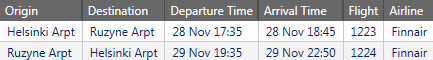 Origin Destination Departure Time Arrival Time Flight Airline
Helsinki Arpt Ruzyne Arpt 28 Nov 17:35 28 Nov 18:45 1223 Finnair
Ruzyne Arpt Helsinki Arpt 29 Nov 19:35 29 Nov 22:50 1224 Finnair